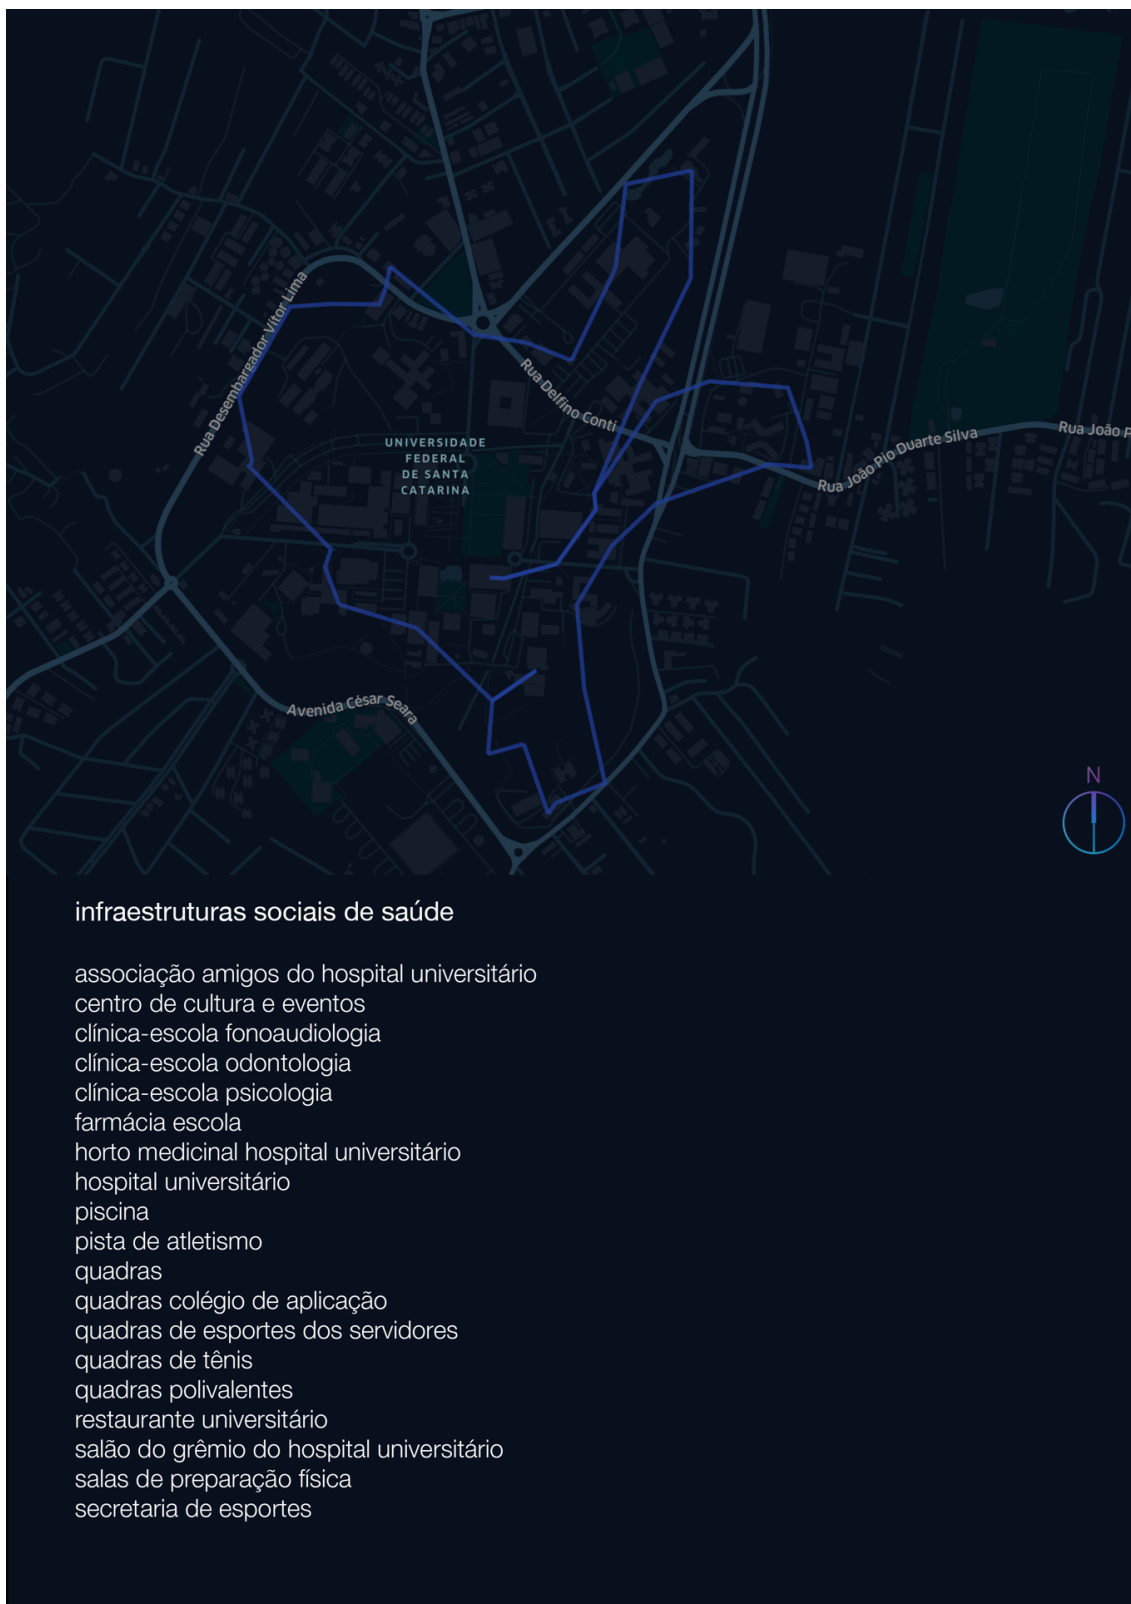 Rua Desembargador Vítor Lima
Rua Delfino Conti
UNIVERSIDADE
FEDERAL
DE SANTA
CATARINA
Rua João Pio Duarte Silva
Rua João P
Avenida César Seara
N
infraestruturas sociais de saúde
associação amigos do hospital universitário
centro de cultura e eventos
clínica-escola fonoaudiologia
clínica-escola odontologia
clínica-escola psicologia
farmácia escola
horto medicinal hospital universitário
hospital universitário
piscina
pista de atletismo
quadras
quadras colégio de aplicação
quadras de esportes dos servidores
quadras de tênis
quadras polivalentes
restaurante universitário
salão do grêmio do hospital universitário
salas de preparação física
secretaria de esportes